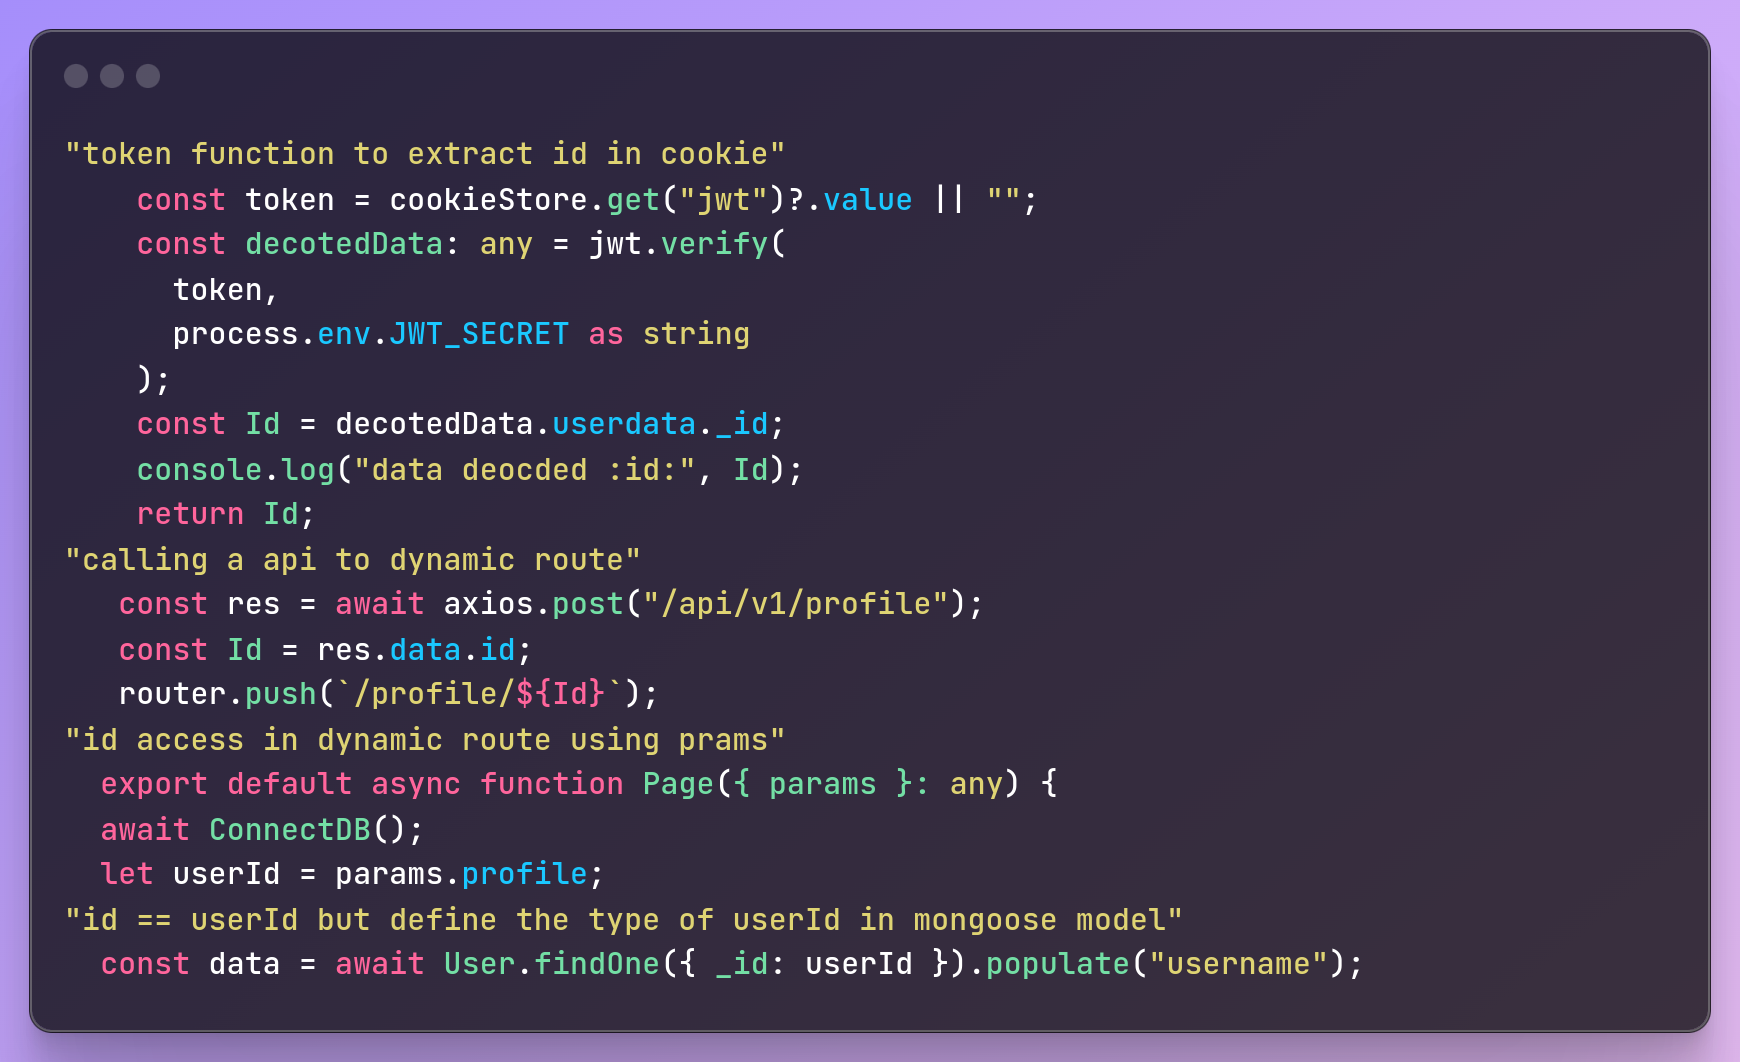 "token function to extract id in cookie"
    const token = cookieStore.get("jwt")?.value || "";
    const decotedData: any = jwt.verify(
      token,
      process.env.JWT_SECRET as string
    );
    const Id = decotedData.userdata._id;
    console.log("data deocded :id:", Id);
    return Id;
"calling a api to dynamic route"
   const res = await axios.post("/api/v1/profile");
   const Id = res.data.id;
   router.push(`/profile/${Id}`);
"id access in dynamic route using prams"
  export default async function Page({ params }: any) {
  await ConnectDB();
  let userId = params.profile;
"id == userId but define the type of userId in mongoose model"
  const data = await User.findOne({ _id: userId }).populate("username");